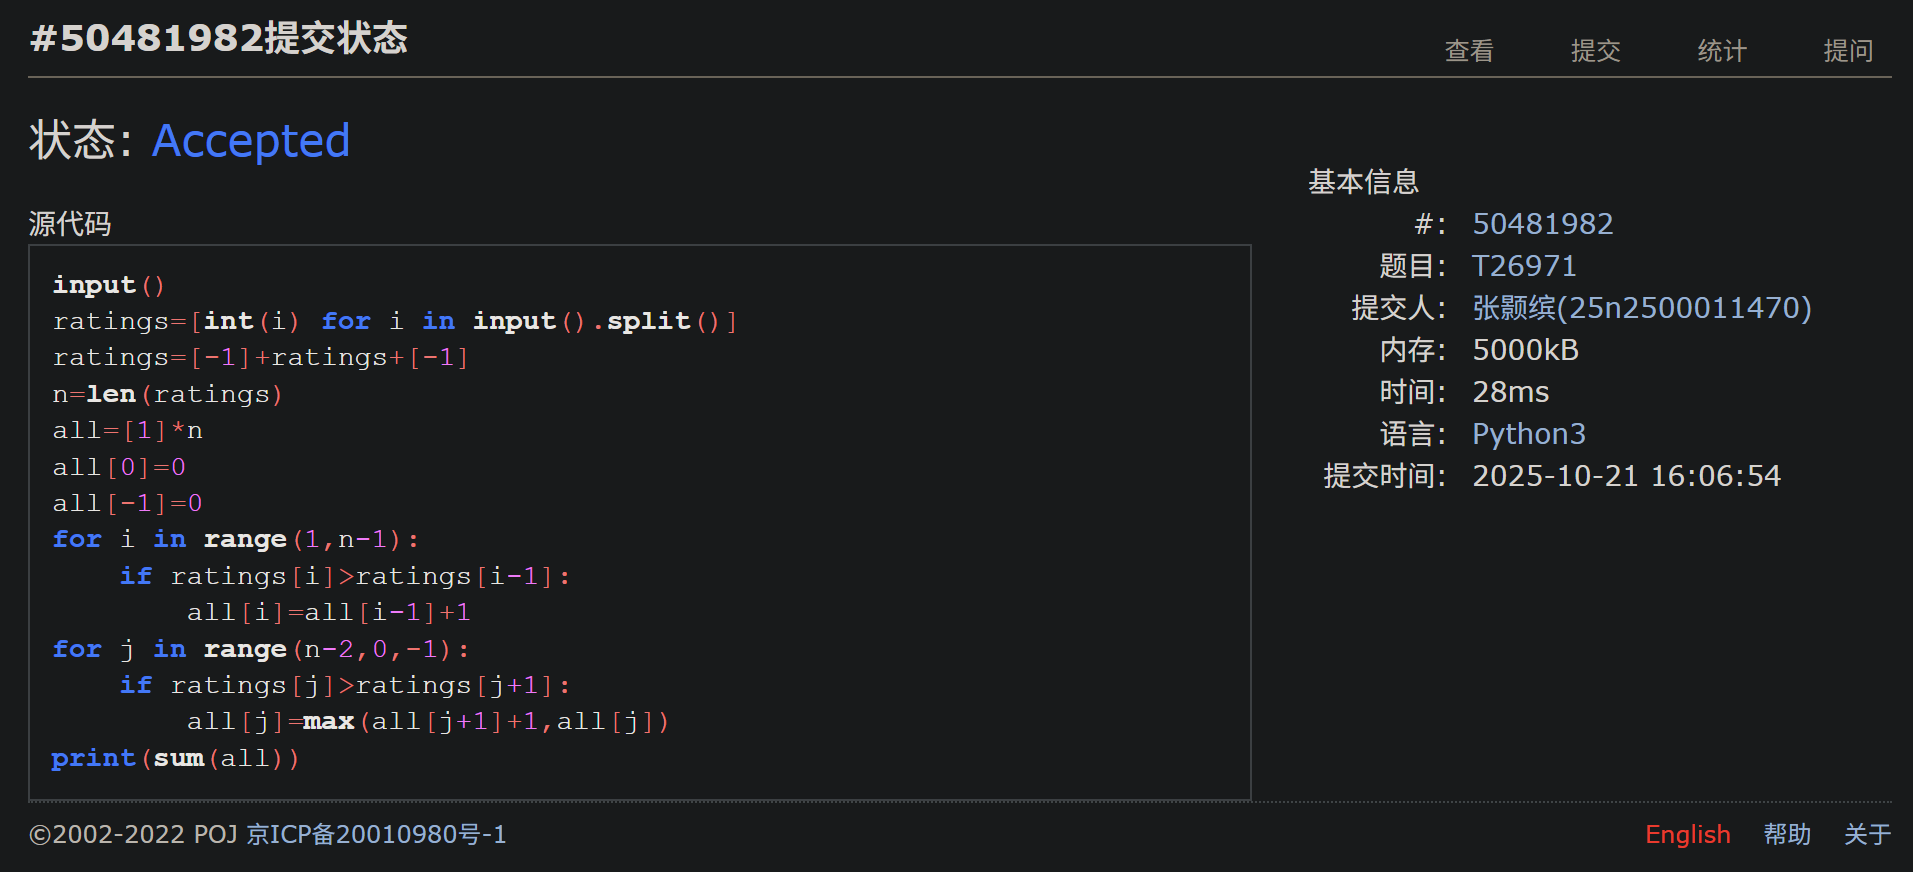 #50481982提交状态
查看 提交 统计 提问
状态: Accepted
源代码
input()
ratings=[int(i) for i in input().split()]
ratings=[-1]+ratings+[-1]
n=len(ratings)
all=[1]*n
all[0]=0
all[-1]=0
for i in range(1,n-1):
    if ratings[i]>ratings[i-1]:
        all[i]=all[i-1]+1
for j in range(n-2,0,-1):
    if ratings[j]>ratings[j+1]:
        all[j]=max(all[j+1]+1,all[j])
print(sum(all))
基本信息
#: 50481982
题目: T26971
提交人: 张颢缤(25n2500011470)
内存: 5000kB
时间: 28ms
语言: Python3
提交时间: 2025-10-21 16:06:54
©2002-2022 POJ 京ICP备20010980号-1
English 帮助 关于